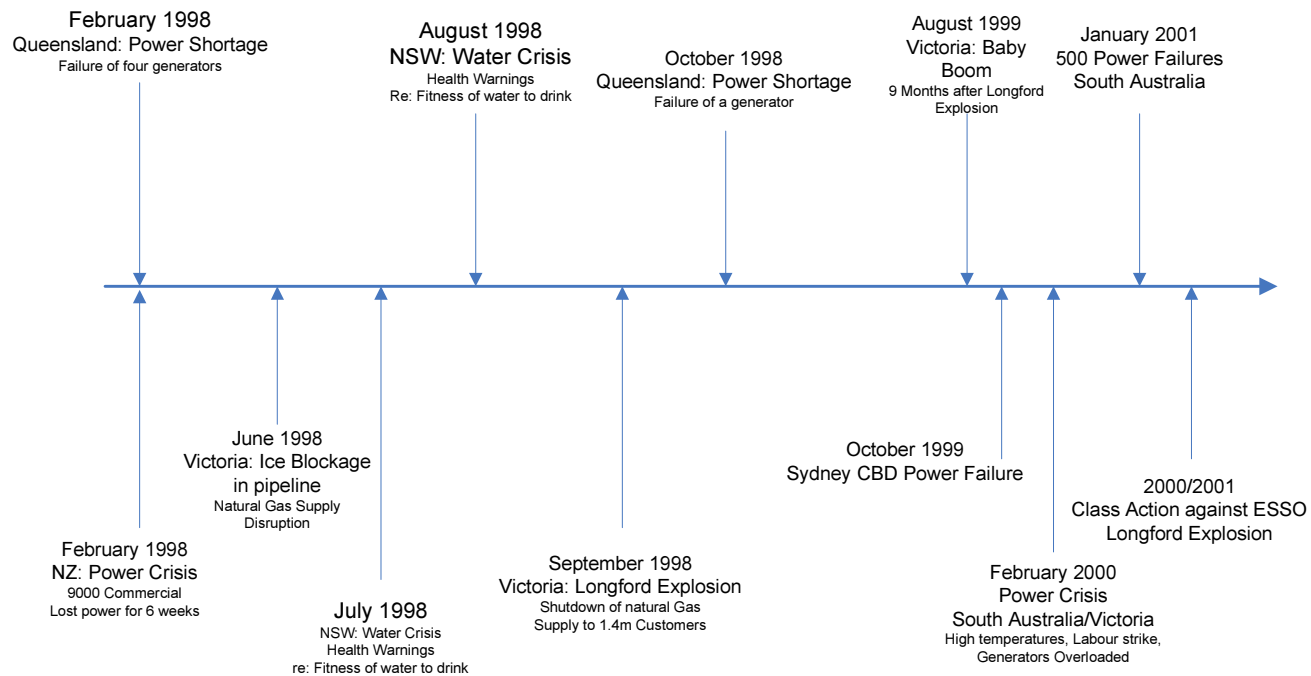 February 1998
Queensland: Power Shortage
Failure of four generators
August 1998
NSW: Water Crisis
Health Warnings
Re: Fitness of water to drink
October 1998
Queensland: Power Shortage
Failure of a generator
August 1999
Victoria: Baby
Boom
9 Months after Longford
Explosion
January 2001
500 Power Failures
South Australia
February 1998
NZ: Power Crisis
9000 Commercial
Lost power for 6 weeks
June 1998
Victoria: Ice Blockage
in pipeline
Natural Gas Supply
Disruption
July 1998
NSW: Water Crisis
Health Warnings
re: Fitness of water to drink
September 1998
Victoria: Longford Explosion
Shutdown of natural Gas
Supply to 1.4m Customers
October 1999
Sydney CBD Power Failure
February 2000
Power Crisis
South Australia/Victoria
High temperatures, Labour strike,
Generators Overloaded
2000/2001
Class Action against ESSO
Longford Explosion